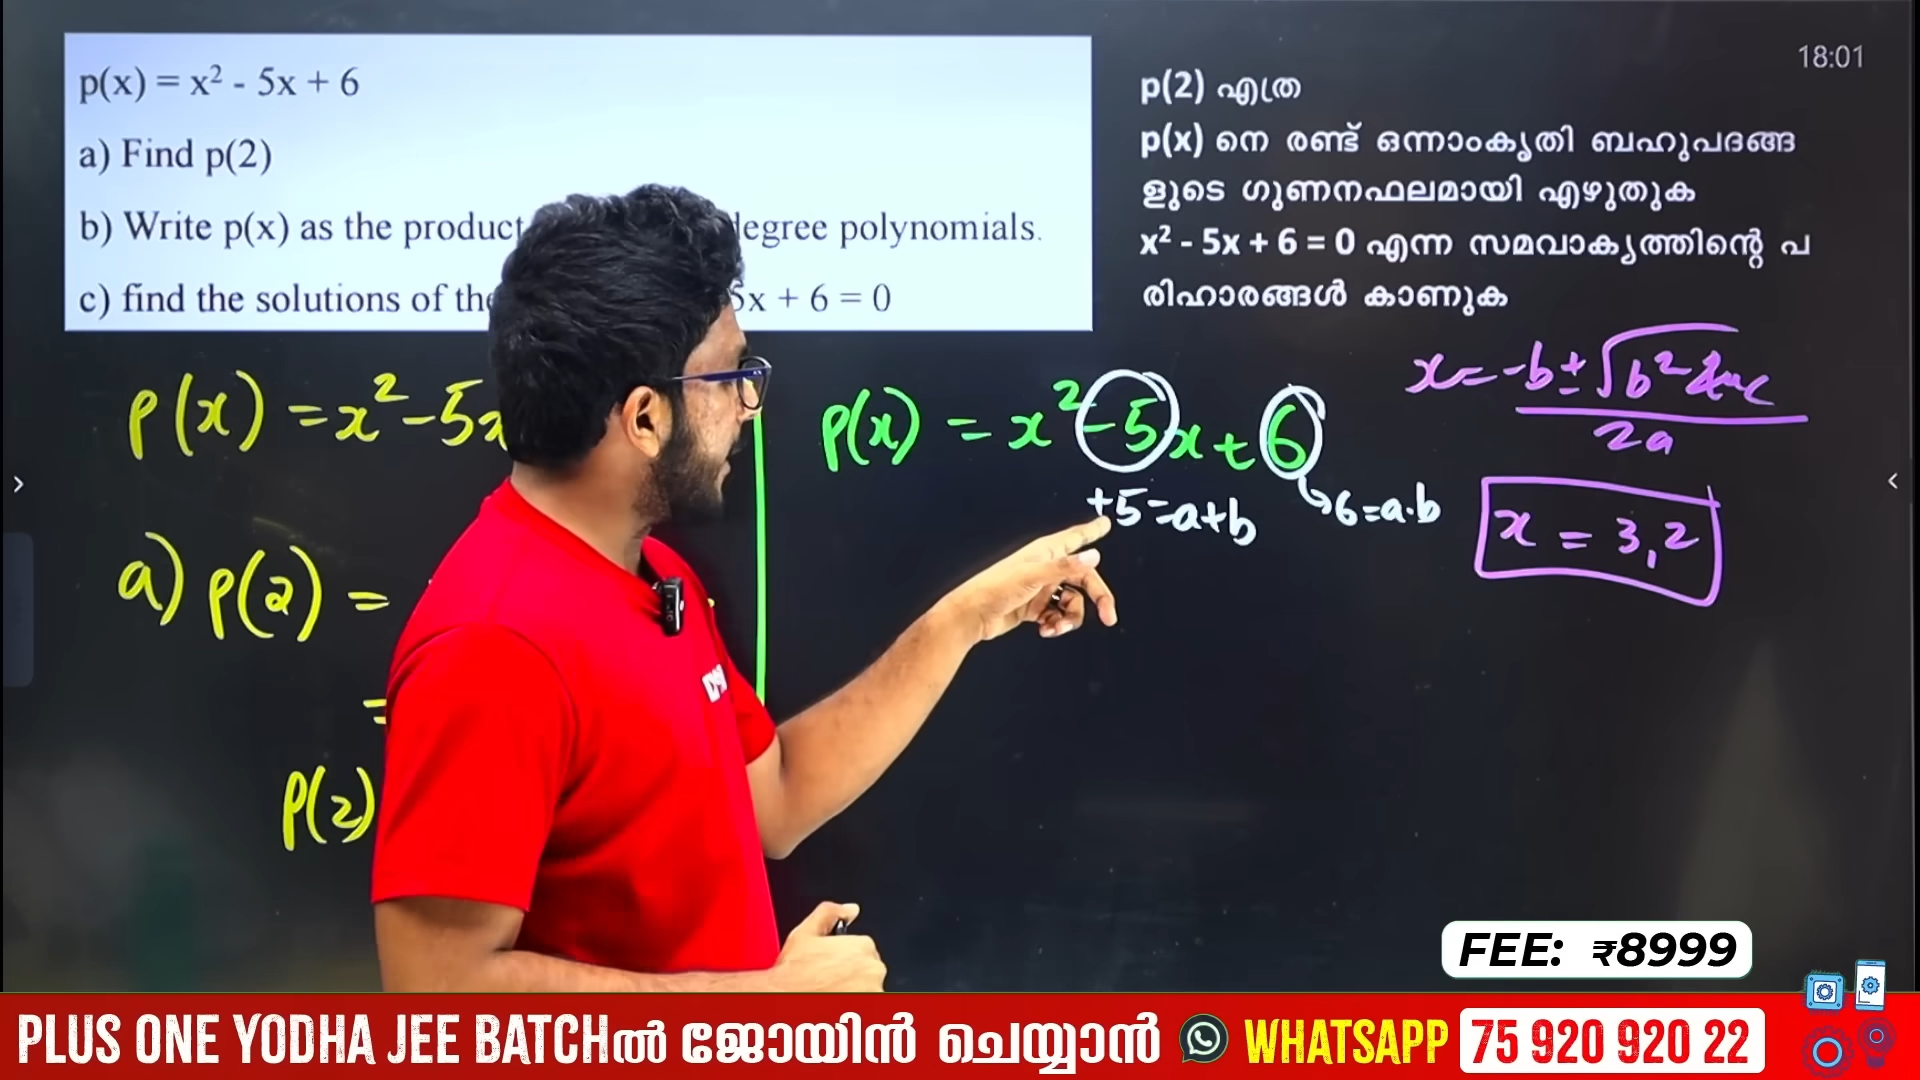 18:01
p(x) = x² - 5x + 6
a) Find p(2)
b) Write p(x) as the product degree polynomials.
c) find the solutions of the 5x + 6 = 0
p(2) എത്ര
p(x) നെ രണ്ട് ഒന്നാംകൃതി ബഹുപദങ്ങ
ളുടെ ഗുണനഫലമായി എഴുതുക
x² - 5x + 6 = 0 എന്ന സമവാക്യത്തിന്റെ പ
രിഹാരങ്ങൾ കാണുക
p(x) = x² - 5x
a) p(2) =
=
p(2)
p(x) = x² - 5x + 6
+5 = a+b
6 = a.b
x = -b ± √b² - 4ac
2a
x = 3, 2
FEE: ₹8999
PLUS ONE YODHA JEE BATCHൽ ജോയിൻ ചെയ്യാൻ WHATSAPP 75 920 920 22